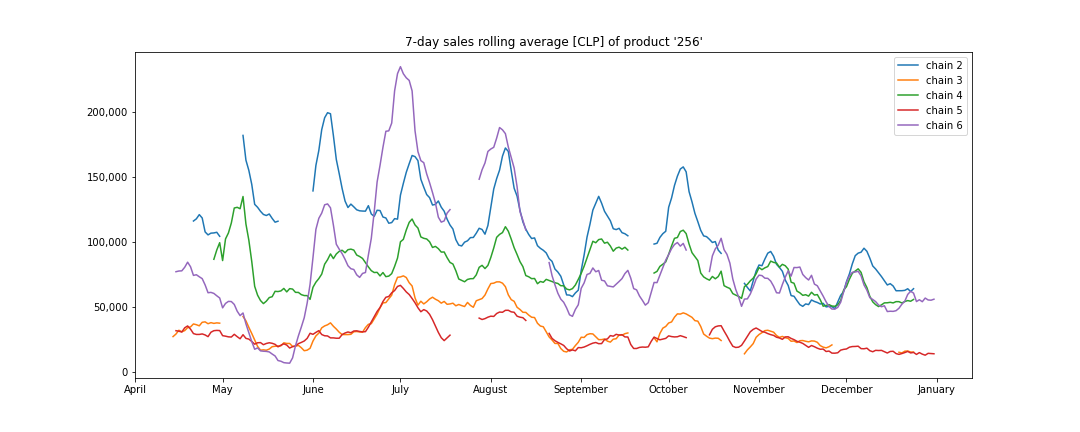 7-day sales rolling average [CLP] of product '256'
chain 2
chain 3
chain 4
chain 5
chain 6
200,000
150,000
100,000
50,000
0
April May June July August September October November December January